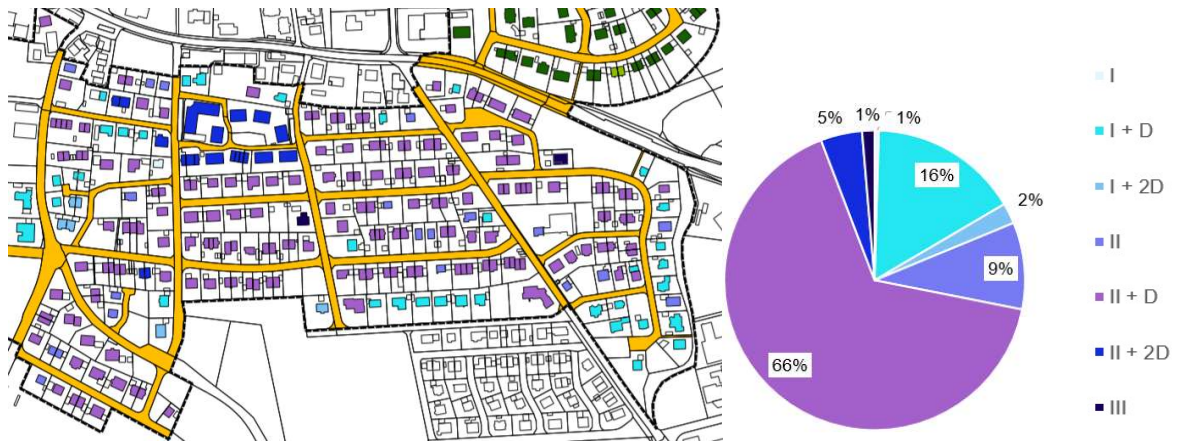 5%
1%
1%
16%
2%
9%
66%
I
I + D
I + 2D
II
II + D
II + 2D
III